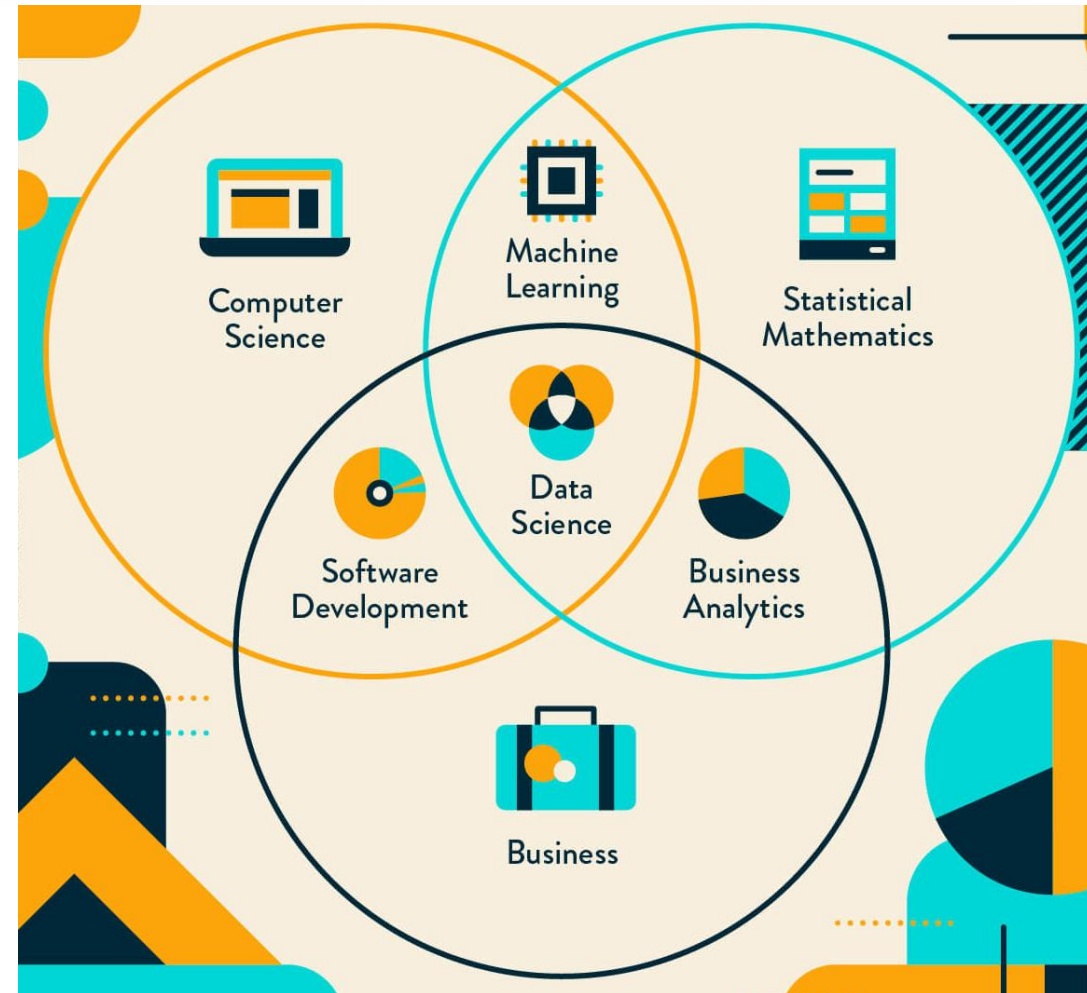 Computer
Science
Machine
Learning
Statistical
Mathematics
Data
Science
Software
Development
Business
Analytics
Business